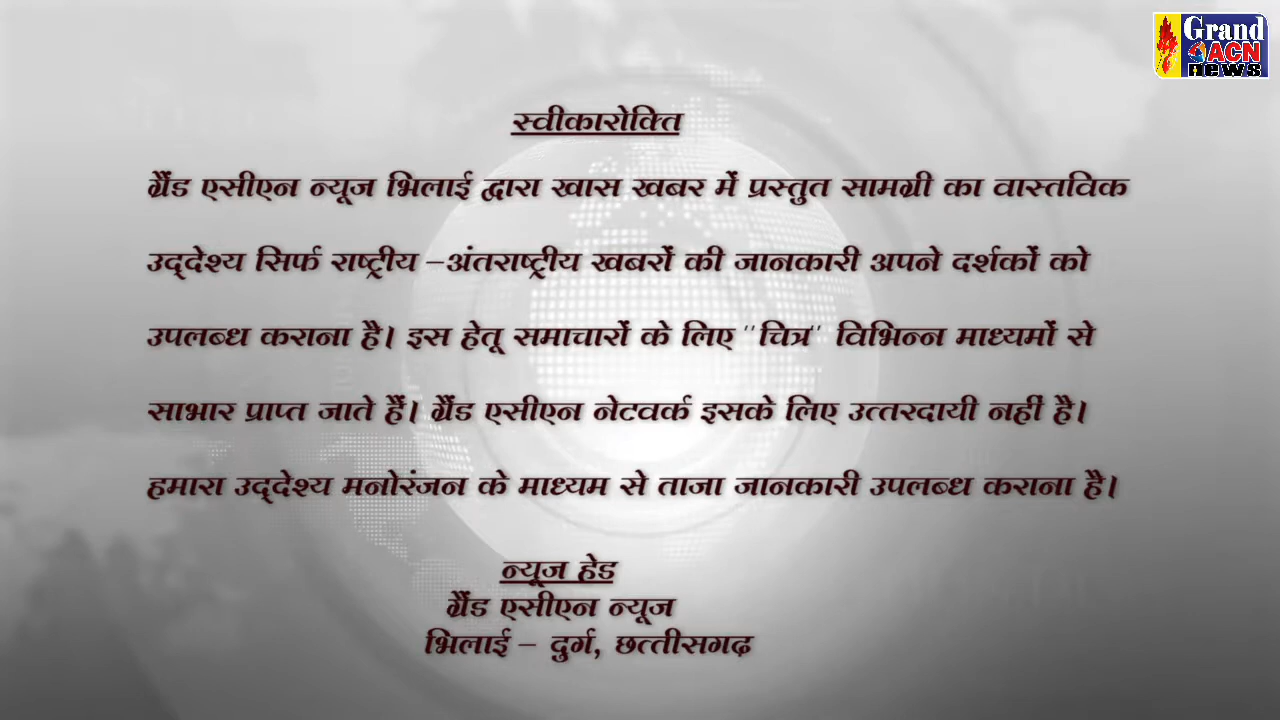 Grand
ACN
news
स्वीकारोक्ति
ग्रैंड एसीएन न्यूज भिलाई द्वारा खास खबर में प्रस्तुत सामग्री का वास्तविक
उद्‌देश्य सिर्फ राष्ट्रीय –अंतराष्ट्रीय खबरों की जानकारी अपने दर्शकों को
उपलब्ध कराना है। इस हेतू समाचारों के लिए "चित्र" विभिन्न माध्यमों से
साभार प्राप्त जाते हैं। ग्रैंड एसीएन नेटवर्क इसके लिए उत्तरदायी नहीं है।
हमारा उद्‌देश्य मनोरंजन के माध्यम से ताजा जानकारी उपलब्ध कराना है।
न्यूज हेड
ग्रैंड एसीएन न्यूज
भिलाई – दुर्ग, छत्तीसगढ़